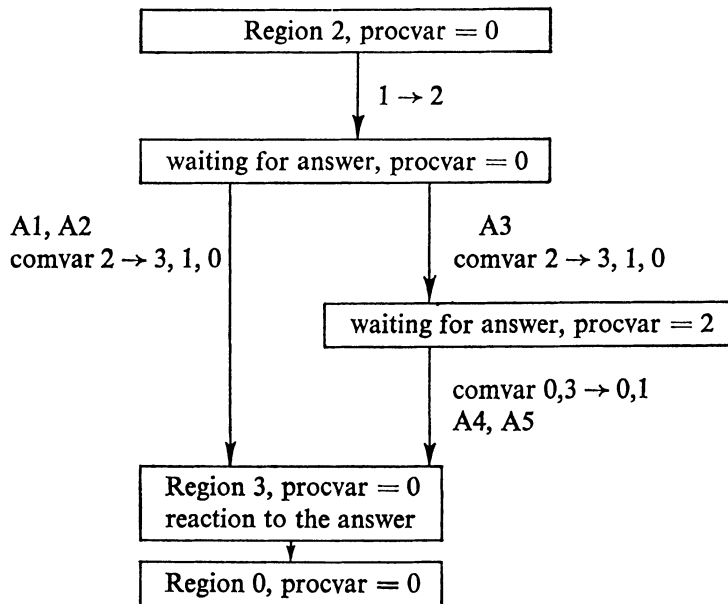 Region 2, procvar = 0
1 → 2
waiting for answer, procvar = 0
A1, A2
comvar 2 → 3, 1, 0
A3
comvar 2 → 3, 1, 0
waiting for answer, procvar = 2
comvar 0,3 → 0,1
A4, A5
Region 3, procvar = 0
reaction to the answer
Region 0, procvar = 0